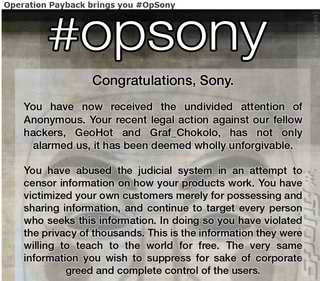 Operation Payback brings you #OpSony
#opsony
Congratulations, Sony.
You have now received the undivided attention of
Anonymous. Your recent legal action against our fellow
hackers, GeoHot and Graf_Chokolo, has not only
alarmed us, it has been deemed wholly unforgivable.
You have abused the judicial system in an attempt to
censor information on how your products work. You have
victimized your own customers merely for possessing and
sharing information, and continue to target every person
who seeks this information. In doing so you have violated
the privacy of thousands. This is the information they were
willing to teach to the world for free. The very same
information you wish to suppress for sake of corporate
greed and complete control of the users.